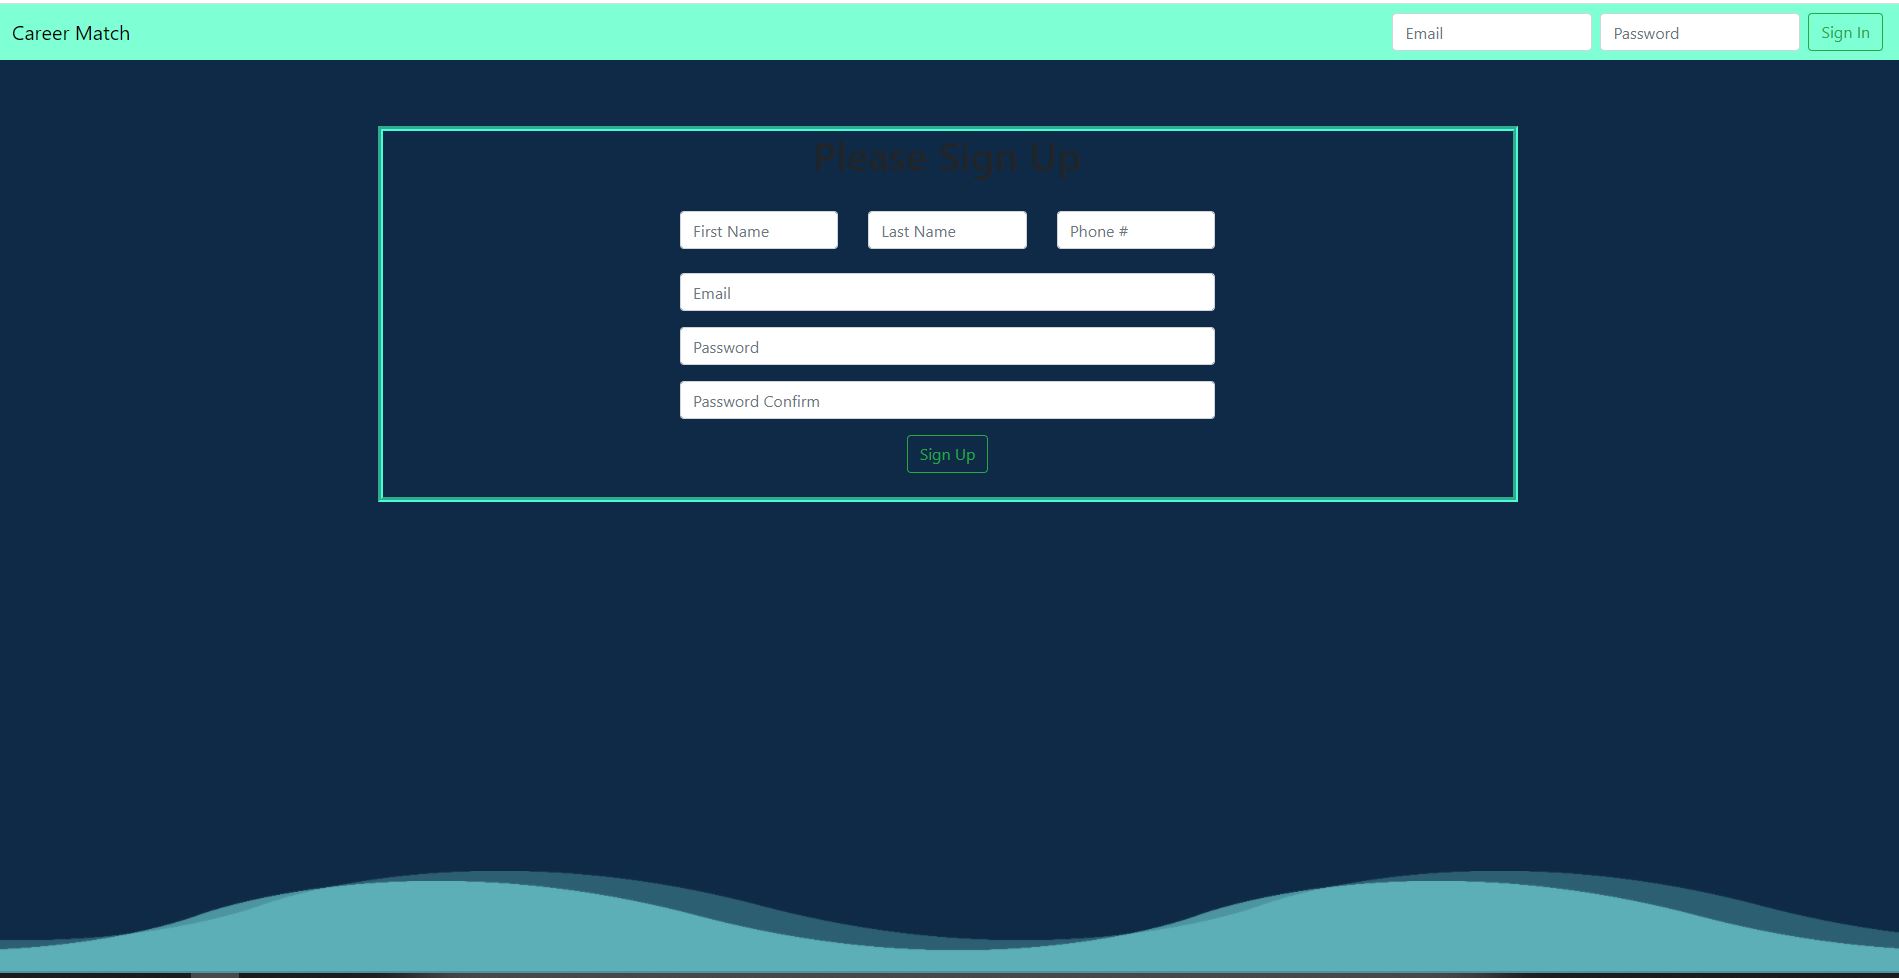 Career Match Email Password Sign In
Please Sign Up
First Name Last Name Phone #
Email
Password
Password Confirm
Sign Up